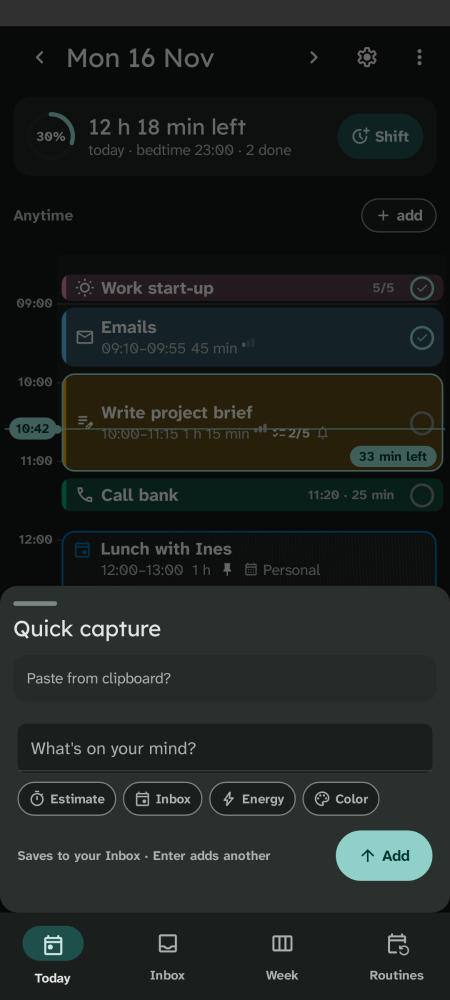 Mon 16 Nov
30%
12 h 18 min left
today · bedtime 23:00 · 2 done
Shift
Anytime
+ add
Work start-up
5/5
09:00
Emails
09:10–09:55 45 min
10:00
Write project brief
10:00–11:15 1 h 15 min
2/5
10:42
33 min left
11:00
Call bank
11:20 · 25 min
12:00
Lunch with Ines
12:00–13:00 1 h
Personal
Quick capture
Paste from clipboard?
What's on your mind?
Estimate
Inbox
Energy
Color
Saves to your Inbox · Enter adds another
Add
Today
Inbox
Week
Routines